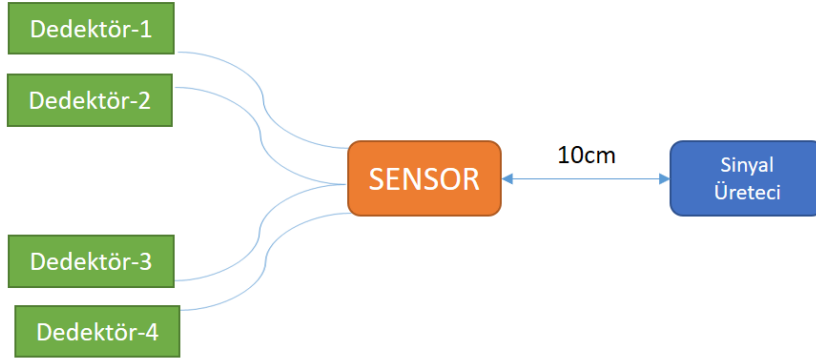 Dedektör-1
Dedektör-2
SENSOR
10cm
Sinyal
Üreteci
Dedektör-3
Dedektör-4